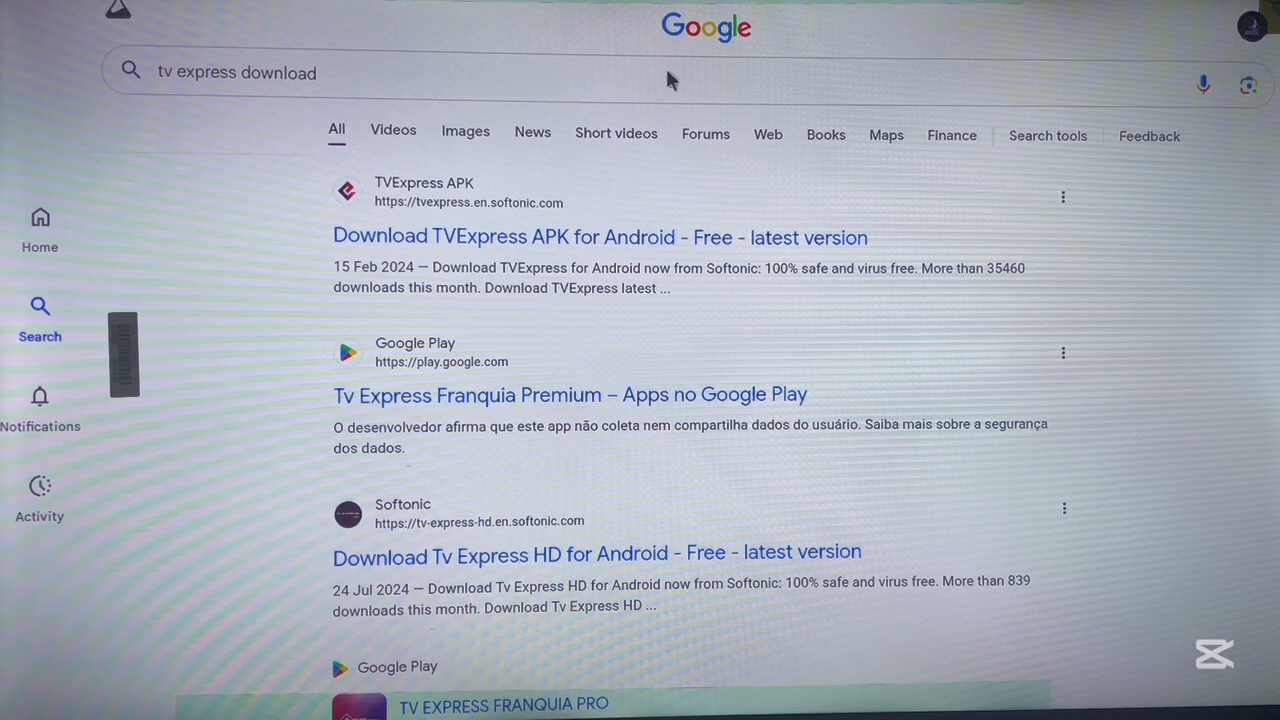 Google
tv express download
All Videos Images News Short videos Forums Web Books Maps Finance Search tools Feedback
TVExpress APK
https://tvexpress.en.softonic.com
Download TVExpress APK for Android - Free - latest version
15 Feb 2024 — Download TVExpress for Android now from Softonic: 100% safe and virus free. More than 35460
downloads this month. Download TVExpress latest ...
Google Play
https://play.google.com
Tv Express Franquia Premium – Apps no Google Play
O desenvolvedor afirma que este app não coleta nem compartilha dados do usuário. Saiba mais sobre a segurança
dos dados.
Softonic
https://tv-express-hd.en.softonic.com
Download Tv Express HD for Android - Free - latest version
24 Jul 2024 — Download Tv Express HD for Android now from Softonic: 100% safe and virus free. More than 839
downloads this month. Download Tv Express HD ...
Google Play
TV EXPRESS FRANQUIA PRO
Home
Search
Notifications
Activity